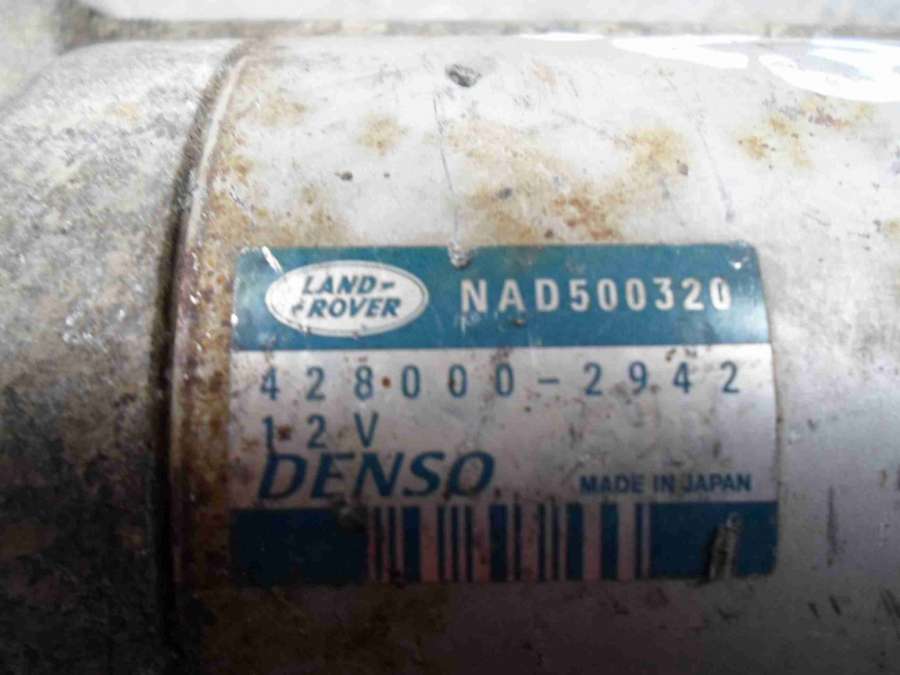 LAND-
ROVER
NAD500320
428000-2942
12V
DENSO
MADE IN JAPAN